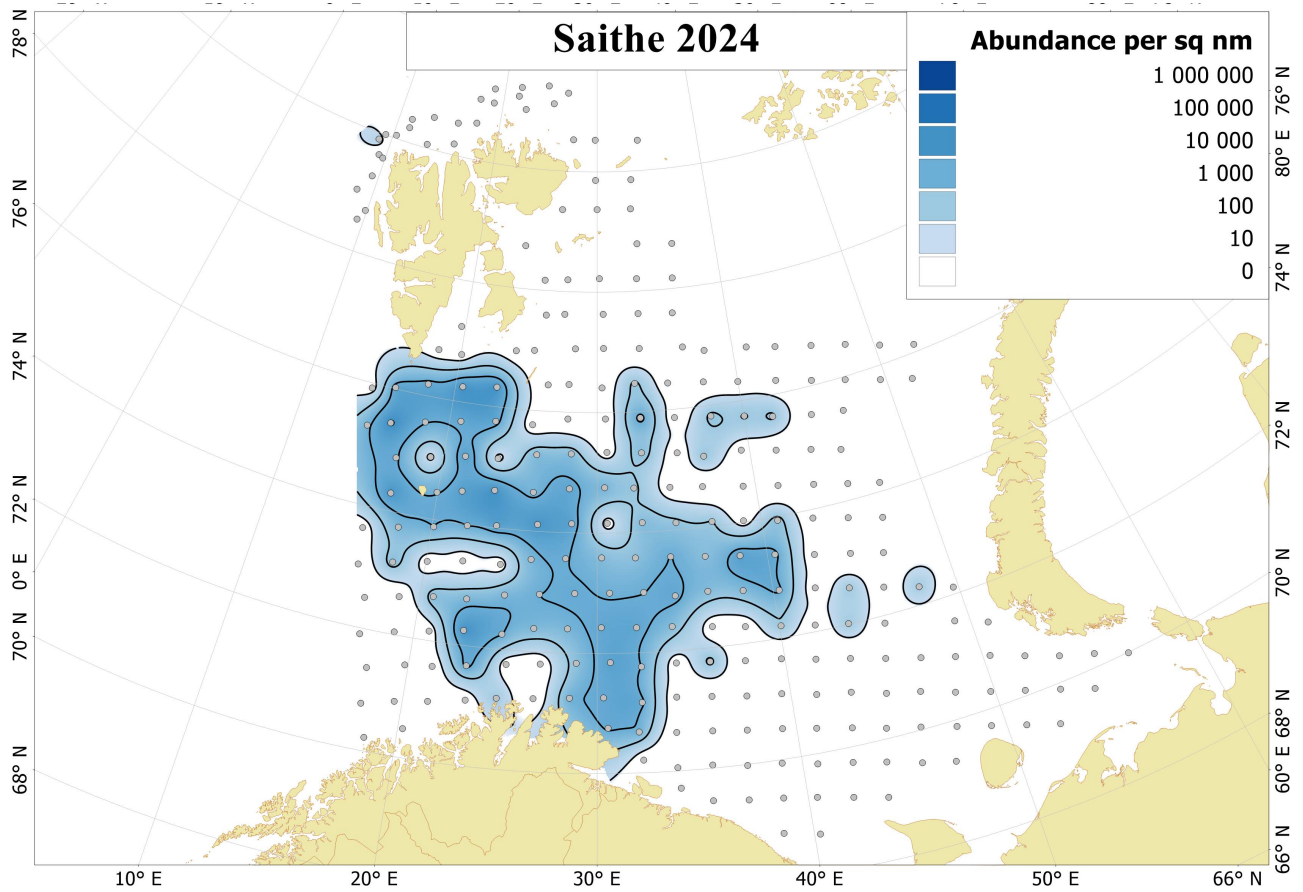 Saithe 2024
Abundance per sq nm
1 000 000
100 000
10 000
1 000
100
10
0
78° N
76° N
74° N
72° N
0° E
70° N
68° N
76° N
80° E
74° N
72° N
70° N
68° N
60° E
66° N
10° E
20° E
30° E
40° E
50° E
66° N